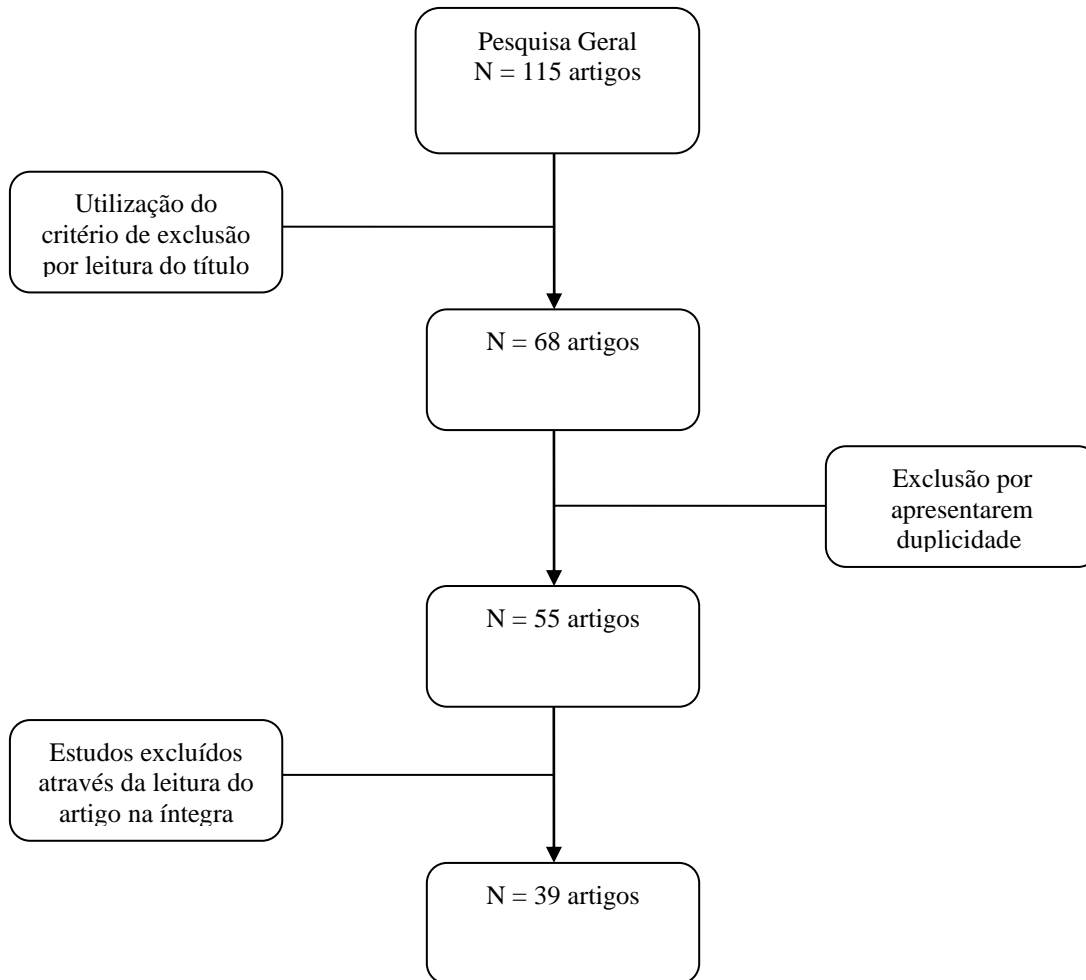 Pesquisa Geral
N = 115 artigos
Utilização do
critério de exclusão
por leitura do título
N = 68 artigos
Exclusão por
apresentarem
duplicidade
N = 55 artigos
Estudos excluídos
através da leitura do
artigo na íntegra
N = 39 artigos